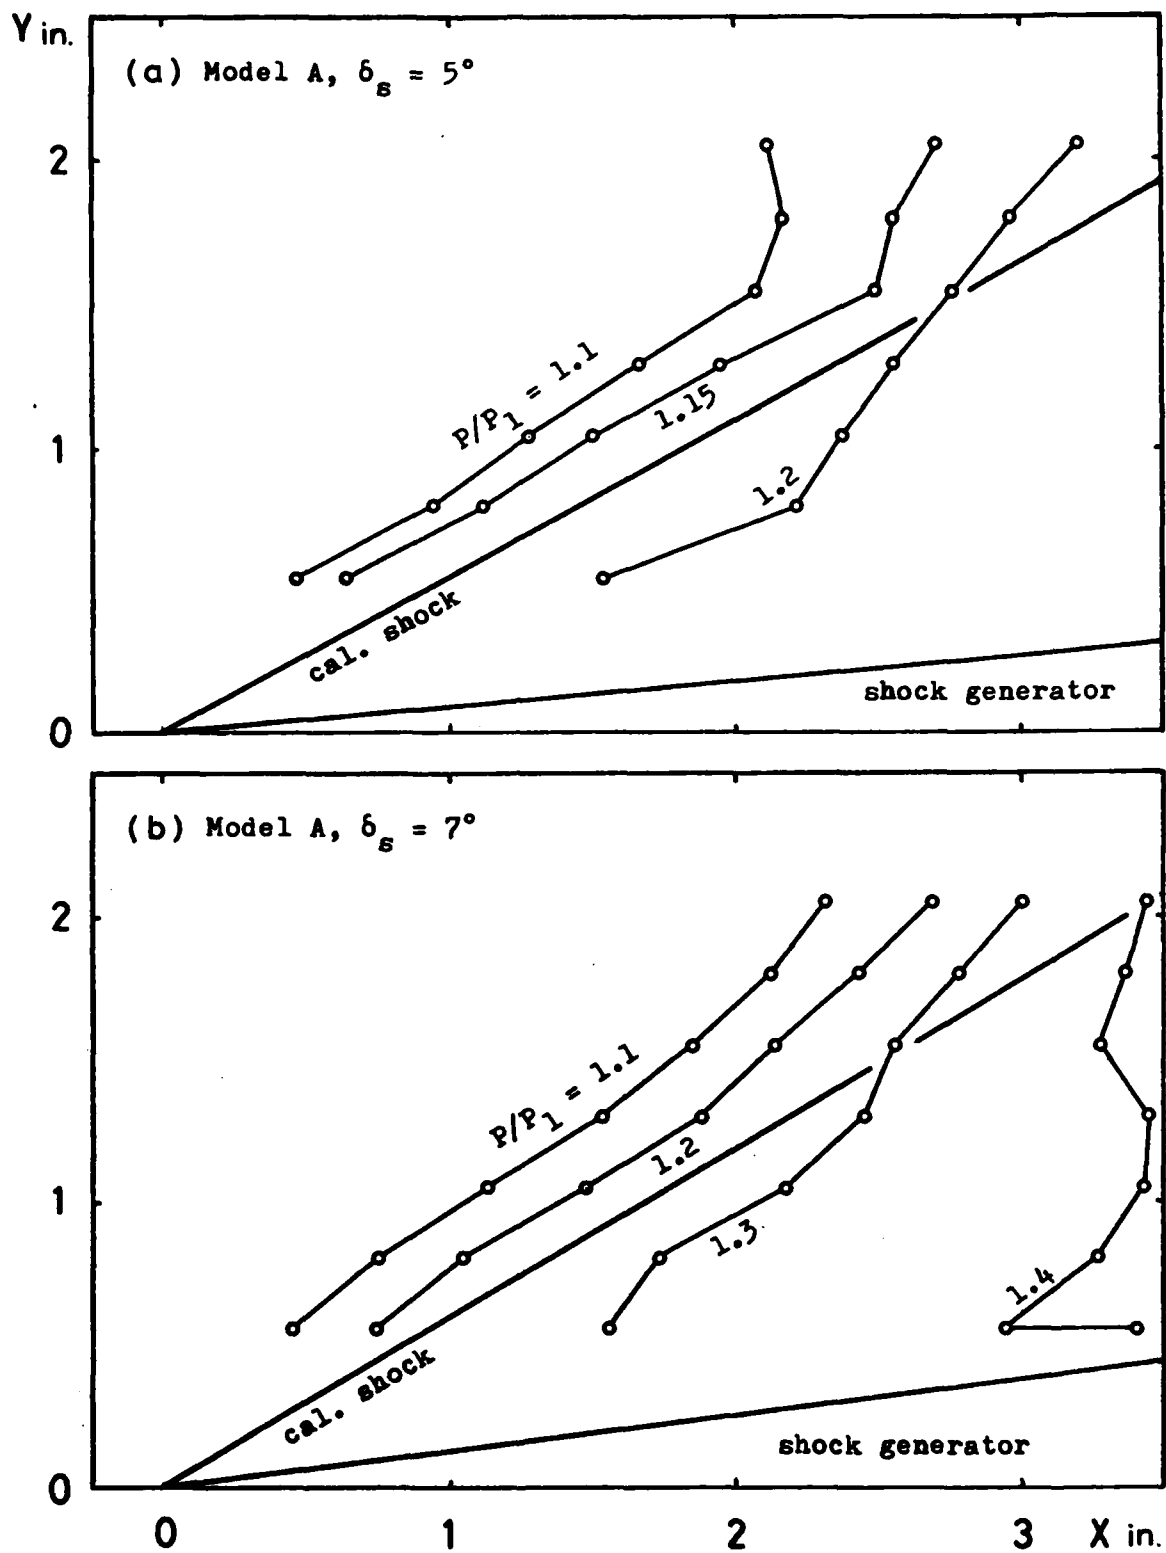 Y in.
(a) Model A, δs = 5°
2
P/P1 = 1.1
1.15
1
1.2
cal. shock
shock generator
0
(b) Model A, δs = 7°
2
P/P1 = 1.1
1.2
1
1.3
1.4
cal. shock
shock generator
0
0 1 2 3 X in.